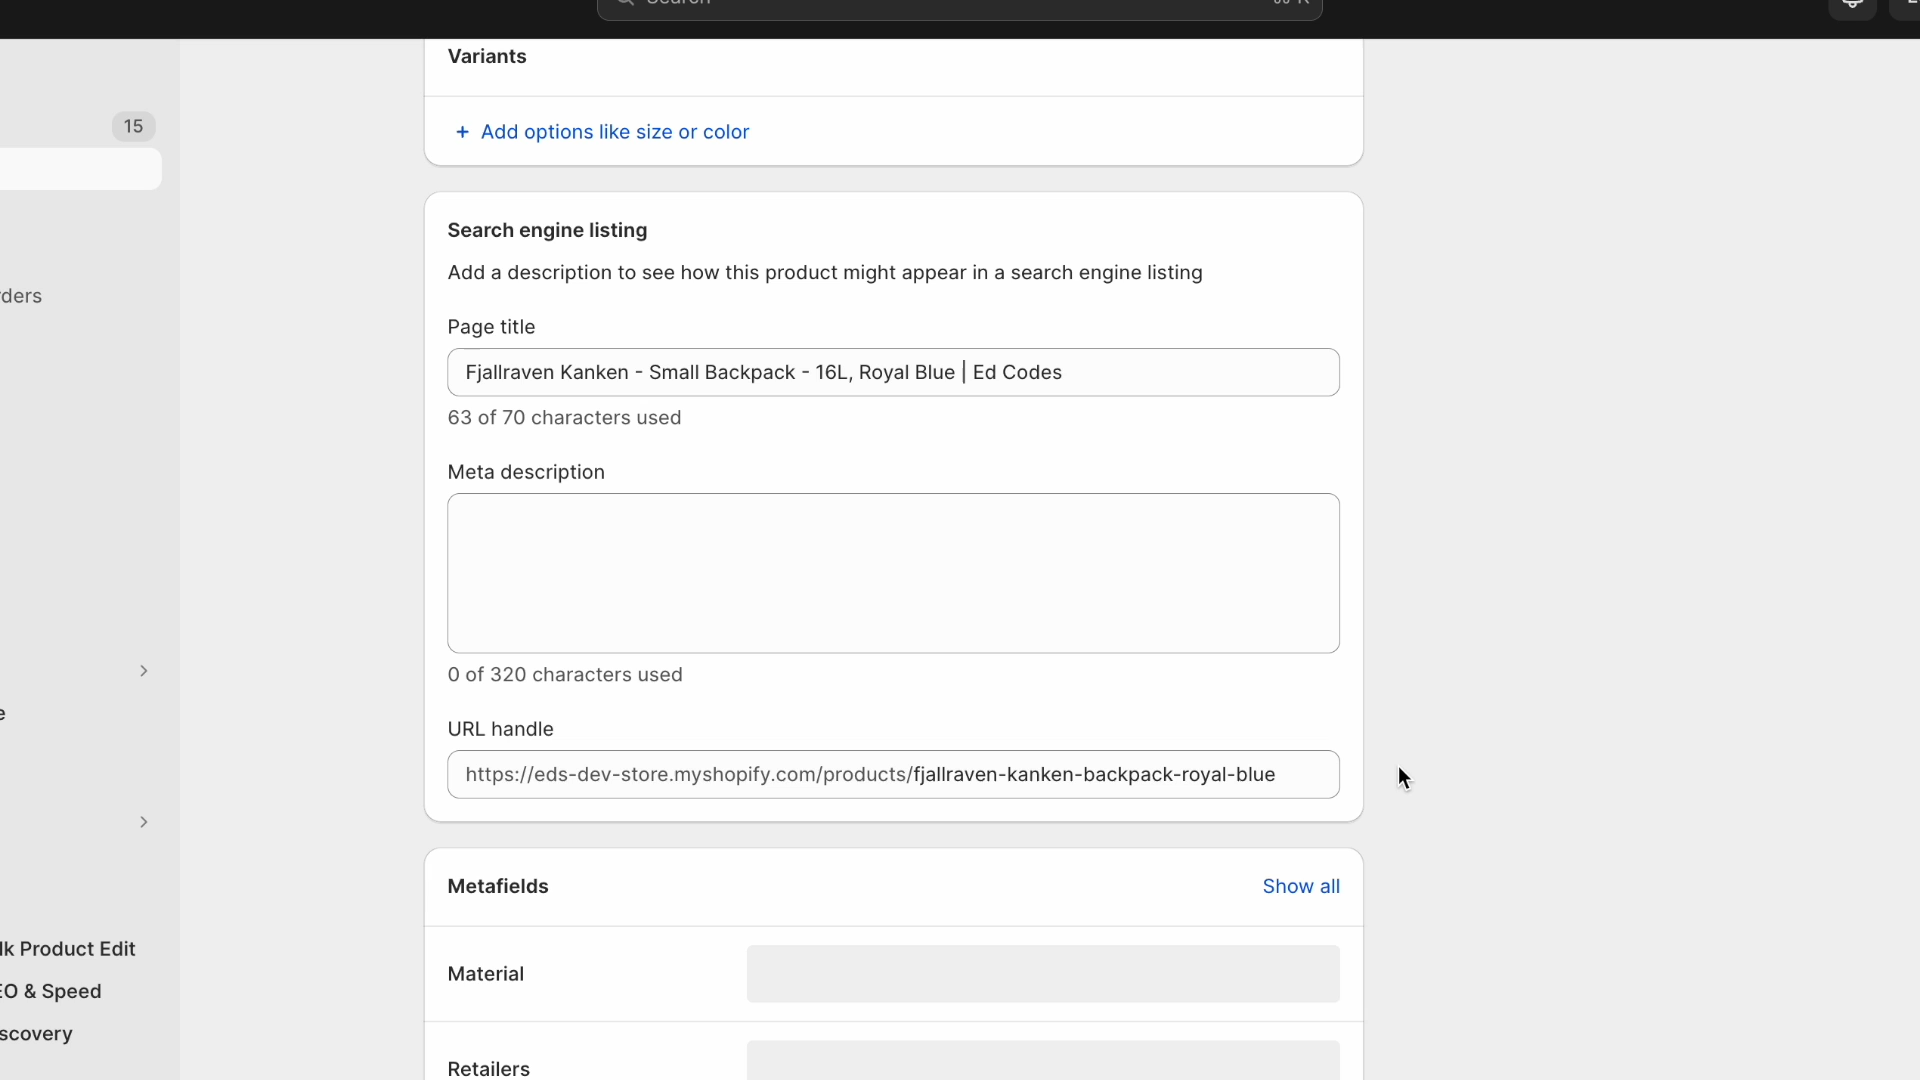 Search
Variants
15
+ Add options like size or color
Search engine listing
Add a description to see how this product might appear in a search engine listing
rders
Page title
Fjallraven Kanken - Small Backpack - 16L, Royal Blue | Ed Codes
63 of 70 characters used
Meta description
0 of 320 characters used
e
URL handle
https://eds-dev-store.myshopify.com/products/fjallraven-kanken-backpack-royal-blue
Metafields
Show all
lk Product Edit
Material
EO & Speed
scovery
Retailers